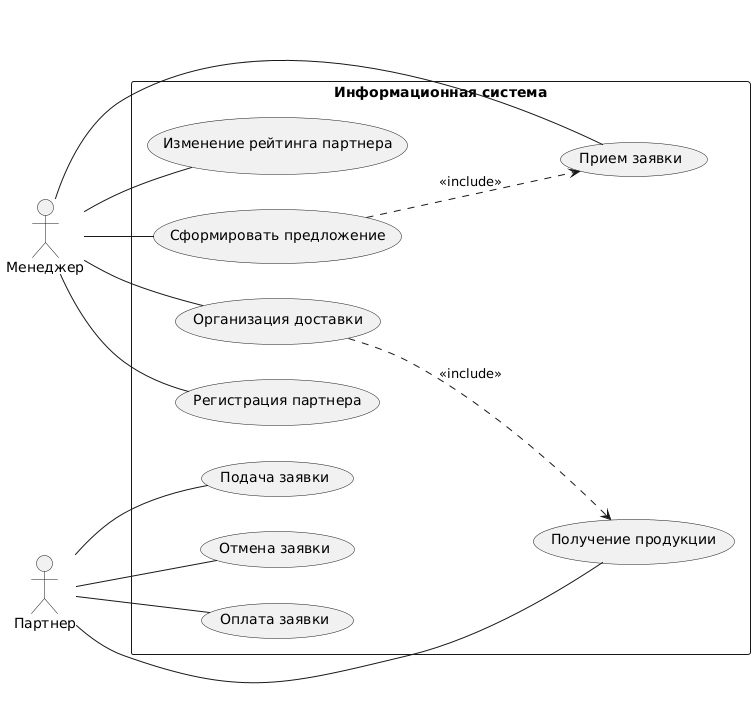 Информационная система
Изменение рейтинга партнера
Прием заявки
«include»
Сформировать предложение
Менеджер
Организация доставки
«include»
Регистрация партнера
Подача заявки
Отмена заявки
Получение продукции
Оплата заявки
Партнер